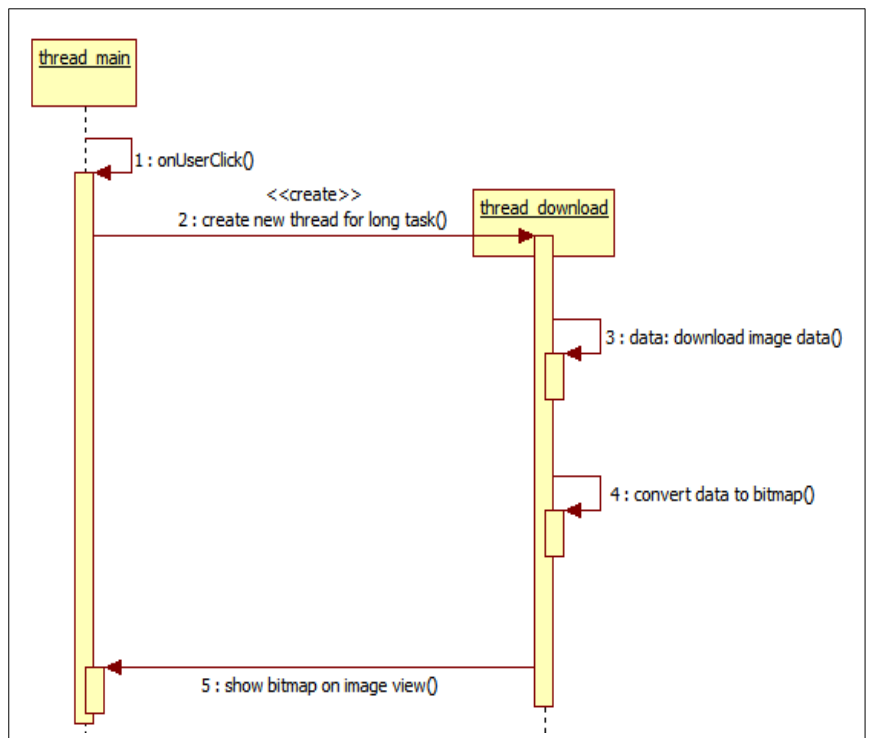 thread_main
1 : onUserClick()
<<create>>
2 : create new thread for long task()
thread_download
3 : data: download image data()
4 : convert data to bitmap()
5 : show bitmap on image view()